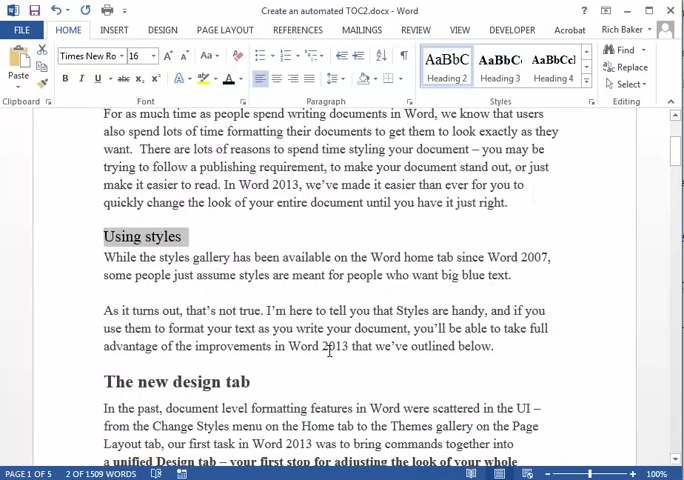 Create an automated TOC2.docx - Word
FILE HOME INSERT DESIGN PAGE LAYOUT REFERENCES MAILINGS REVIEW VIEW DEVELOPER Acrobat Rich Baker
Paste
Times New Ro 16 A A Aa
B I U abc x₂ x² A A
AaBbC AaBbC AaBbCcl
Heading 2 Heading 3 Heading 4
Find
Replace
Select
Clipboard Font Paragraph Styles Editing
For as much time as people spend writing documents in Word, we know that users
also spend lots of time formatting their documents to get them to look exactly as they
want. There are lots of reasons to spend time styling your document – you may be
trying to follow a publishing requirement, to make your document stand out, or just
make it easier to read. In Word 2013, we’ve made it easier than ever for you to
quickly change the look of your entire document until you have it just right.
Using styles
While the styles gallery has been available on the Word home tab since Word 2007,
some people just assume styles are meant for people who want big blue text.
As it turns out, that’s not true. I’m here to tell you that Styles are handy, and if you
use them to format your text as you write your document, you’ll be able to take full
advantage of the improvements in Word 2013 that we’ve outlined below.
The new design tab
In the past, document level formatting features in Word were scattered in the UI –
from the Change Styles menu on the Home tab to the Themes gallery on the Page
Layout tab, our first task in Word 2013 was to bring commands together into
a unified Design tab – your first stop for adjusting the look of your whole
PAGE 1 OF 5 2 OF 1509 WORDS 100%